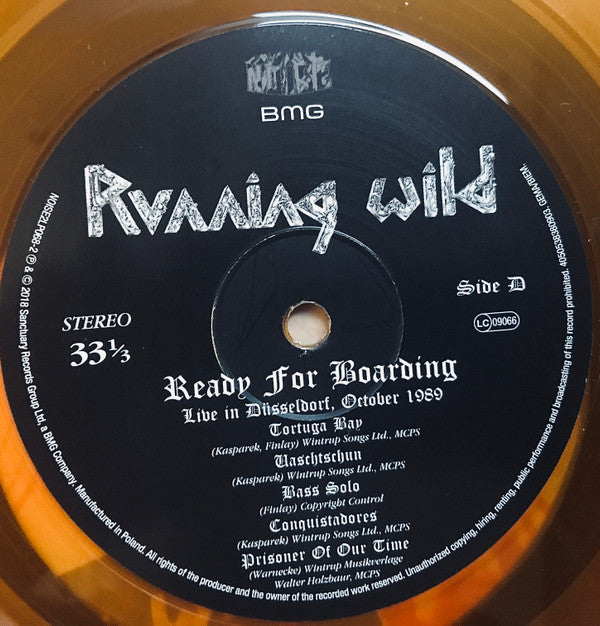 NOISE
BMG
Running Wild
Side D
STEREO
33⅓
LC 09066
Ready For Boarding
Live in Düsseldorf, October 1989
Tortuga Bay
(Kasparek, Finlay) Wintrup Songs Ltd., MCPS
Uaschtschun
(Kasparek) Wintrup Songs Ltd., MCPS
Bass Solo
(Finlay) Copyright Control
Conquistadores
(Kasparek) Wintrup Songs Ltd., MCPS
Prisoner Of Our Time
(Warnecke) Wintrup Musikverlage
Walter Holzbaur, MCPS
NOISE2LP068-2 ℗ & © 2018 Sanctuary Records Group Ltd, a BMG Company. Manufactured in Poland. All rights of the producer and the owner of the recorded work reserved. Unauthorized copying, hiring, renting, public performance and broadcasting of this record prohibited. 4050538380903. GEMA/BIEM.